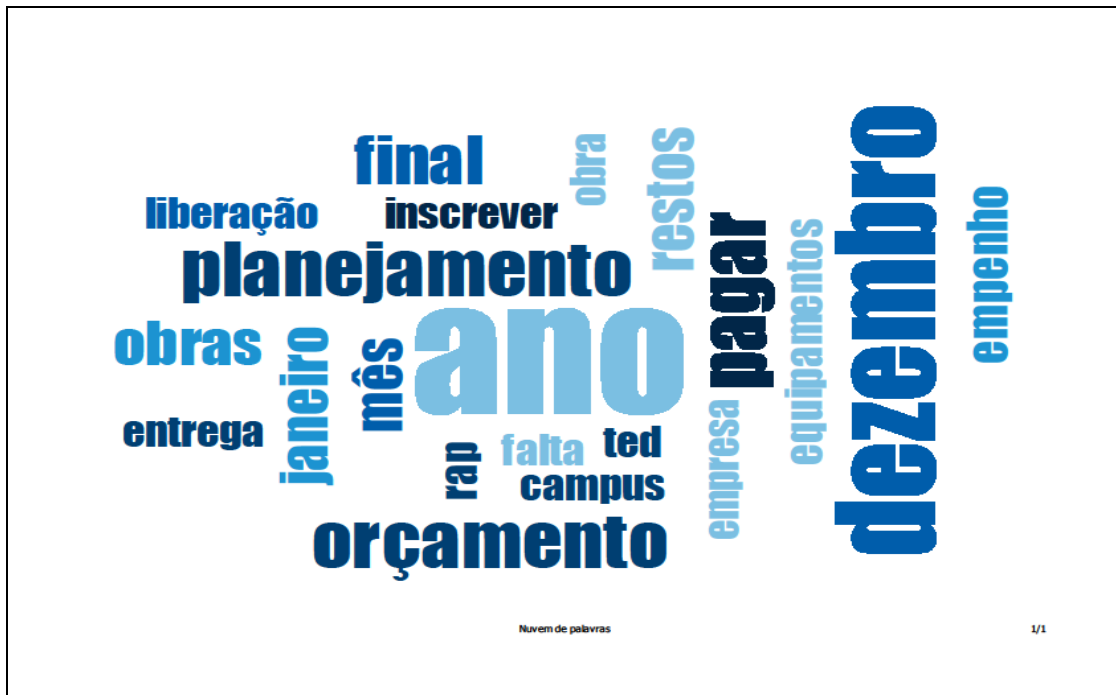 final
obra
restos
dezembro
liberação
inscrever
pagar
empenho
planejamento
equipamentos
obras
janeiro
mês
ano
entrega
rap
falta
ted
empresa
campus
orçamento
Nuvem de palavras
1/1